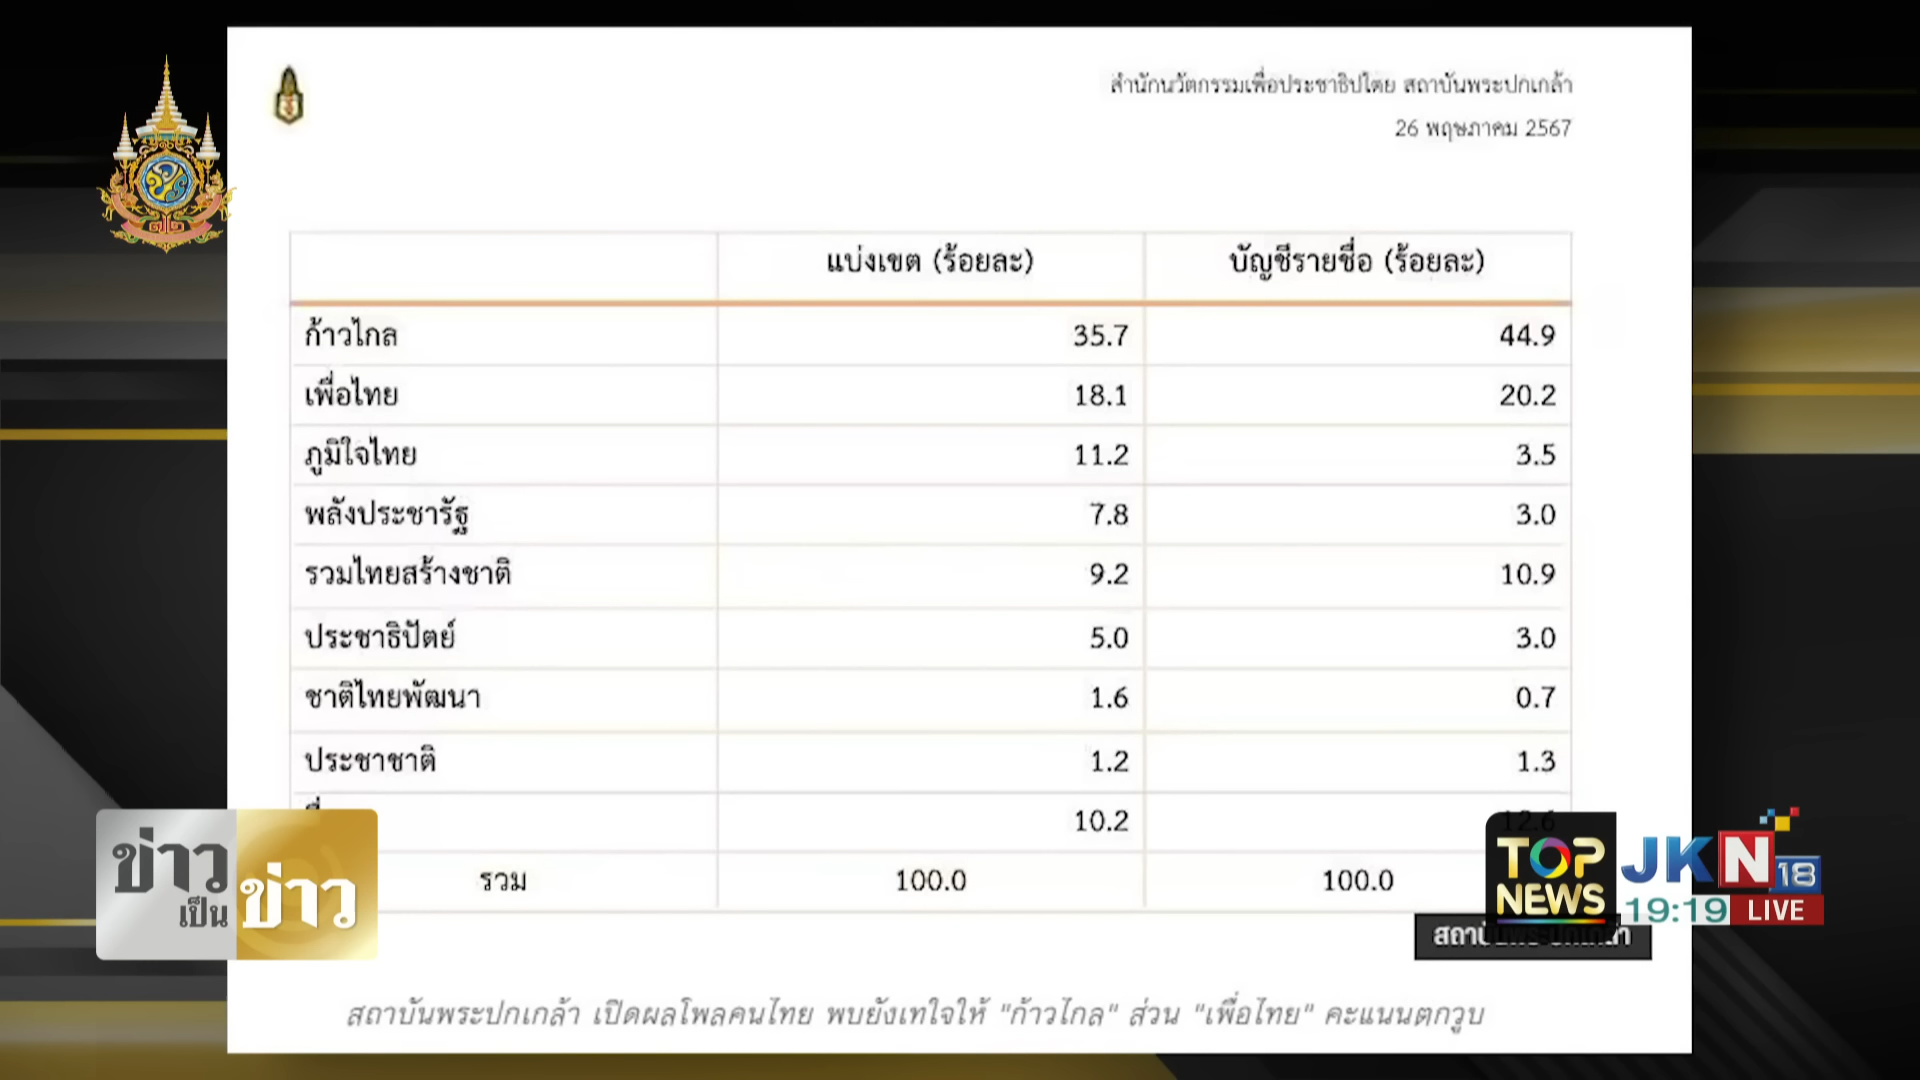 สำนักนวัตกรรมเพื่อประชาธิปไตย สถาบันพระปกเกล้า
26 พฤษภาคม 2567
แบ่งเขต (ร้อยละ) บัญชีรายชื่อ (ร้อยละ)
ก้าวไกล 35.7 44.9
เพื่อไทย 18.1 20.2
ภูมิใจไทย 11.2 3.5
พลังประชารัฐ 7.8 3.0
รวมไทยสร้างชาติ 9.2 10.9
ประชาธิปัตย์ 5.0 3.0
ชาติไทยพัฒนา 1.6 0.7
ประชาชาติ 1.2 1.3
10.2 12.6
รวม 100.0 100.0
ข่าว
เป็น ข่าว
TOP
NEWS
JKN 18
19:19 LIVE
สถาบันพระปกเกล้า เปิดผลโพลคนไทย พบยังเทใจให้ "ก้าวไกล" ส่วน "เพื่อไทย" คะแนนตกวูบ